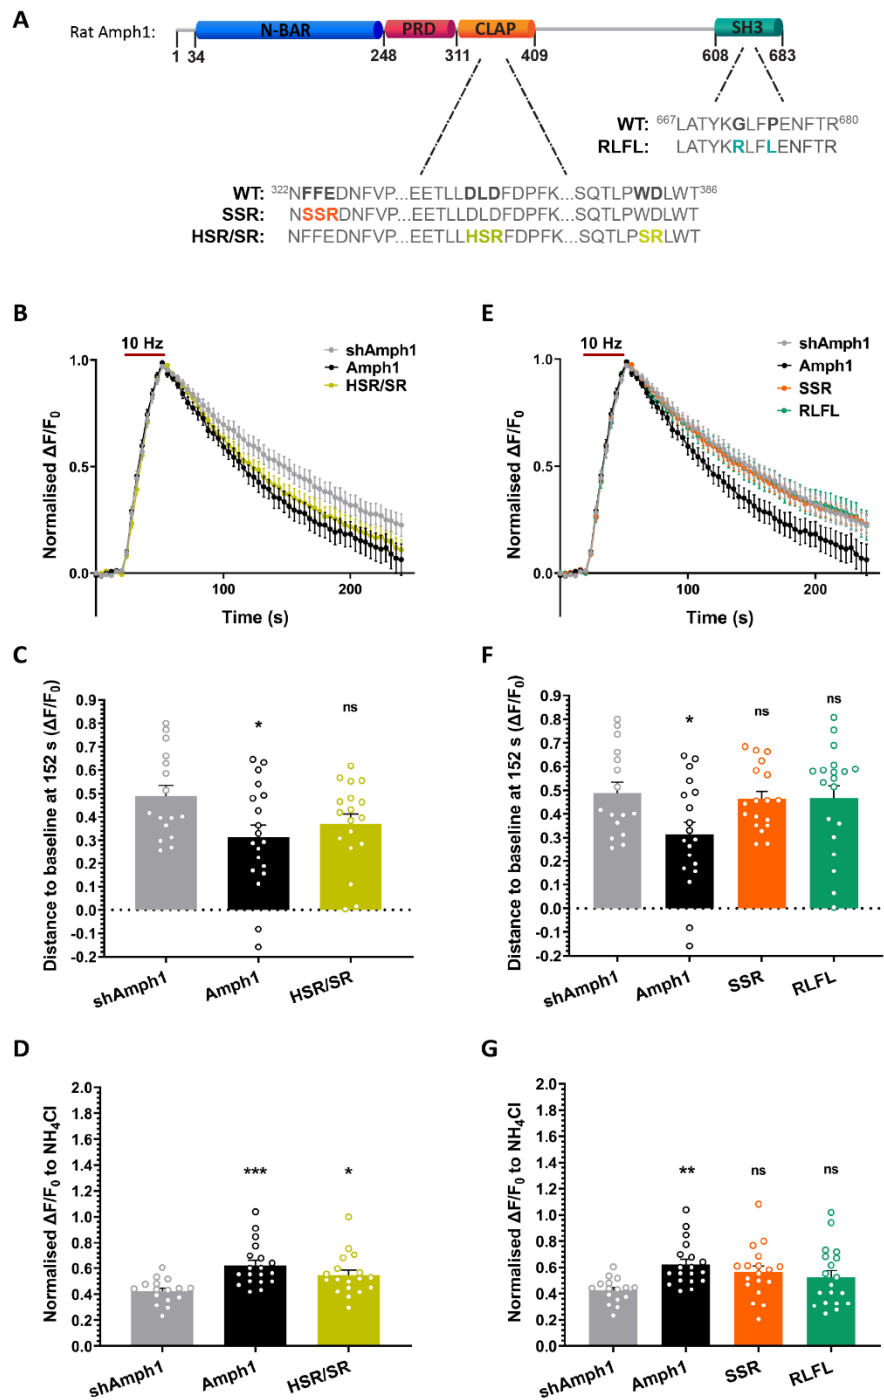 A
Rat Amph1:
N-BAR
PRD
CLAP
SH3
1 34 248 311 409 608 683
WT: 667LATYKGLFPENFTR680
RLFL: LATYKRLFLENFTR
WT: 322NFFEDNFVP...EETLLDLDFDPFK...SQTLPWDLWT386
SSR: NSSRDNFVP...EETLLDLDFDPFK...SQTLPWDLWT
HSR/SR: NFFEDNFVP...EETLLHSRFDPFK...SQTLPSRLWT
B
10 Hz
shAmph1
Amph1
HSR/SR
Normalised ΔF/F0
1.0
0.5
0.0
100
200
Time (s)
E
10 Hz
shAmph1
Amph1
SSR
RLFL
Normalised ΔF/F0
1.0
0.5
0.0
100
200
Time (s)
C
Distance to baseline at 152 s (ΔF/F0)
0.9
0.8
0.7
0.6
0.5
0.4
0.3
0.2
0.1
0.0
-0.1
-0.2
*
ns
shAmph1
Amph1
HSR/SR
F
Distance to baseline at 152 s (ΔF/F0)
0.9
0.8
0.7
0.6
0.5
0.4
0.3
0.2
0.1
0.0
-0.1
-0.2
*
ns
ns
shAmph1
Amph1
SSR
RLFL
D
Normalised ΔF/F0 to NH4Cl
2.0
1.8
1.6
1.4
1.2
1.0
0.8
0.6
0.4
0.2
0.0
***
*
shAmph1
Amph1
HSR/SR
G
Normalised ΔF/F0 to NH4Cl
2.0
1.8
1.6
1.4
1.2
1.0
0.8
0.6
0.4
0.2
0.0
**
ns
ns
shAmph1
Amph1
SSR
RLFL